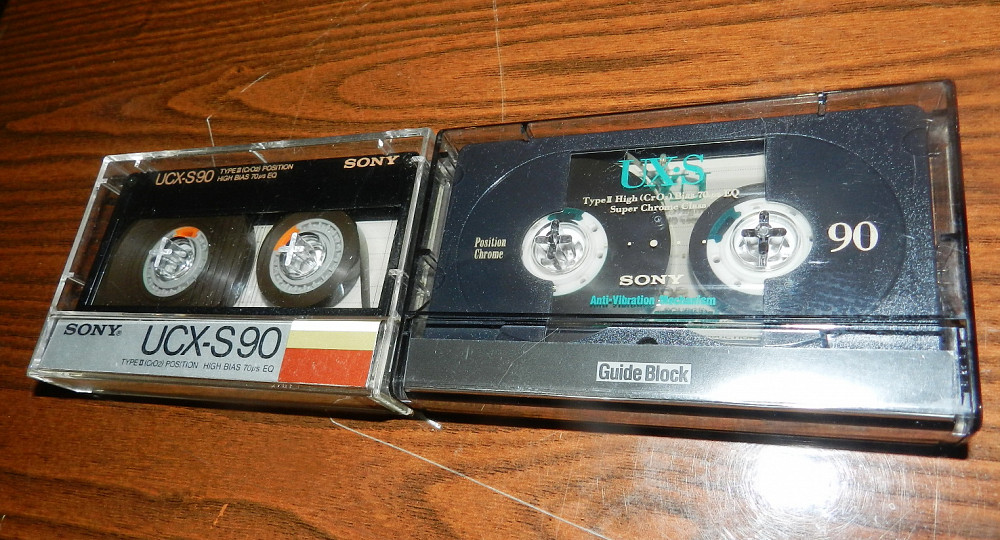 UCX-S90 TYPE II (CrO2) POSITION
HIGH BIAS 70µs EQ
SONY
SONY®
UCX-S90
TYPE II (CrO2) POSITION HIGH BIAS 70µs EQ
UX-S
Type II High (CrO2) Bias 70µs EQ
Super Chrome Class
Position
Chrome
90
SONY
Anti-Vibration Mechanism
Guide Block